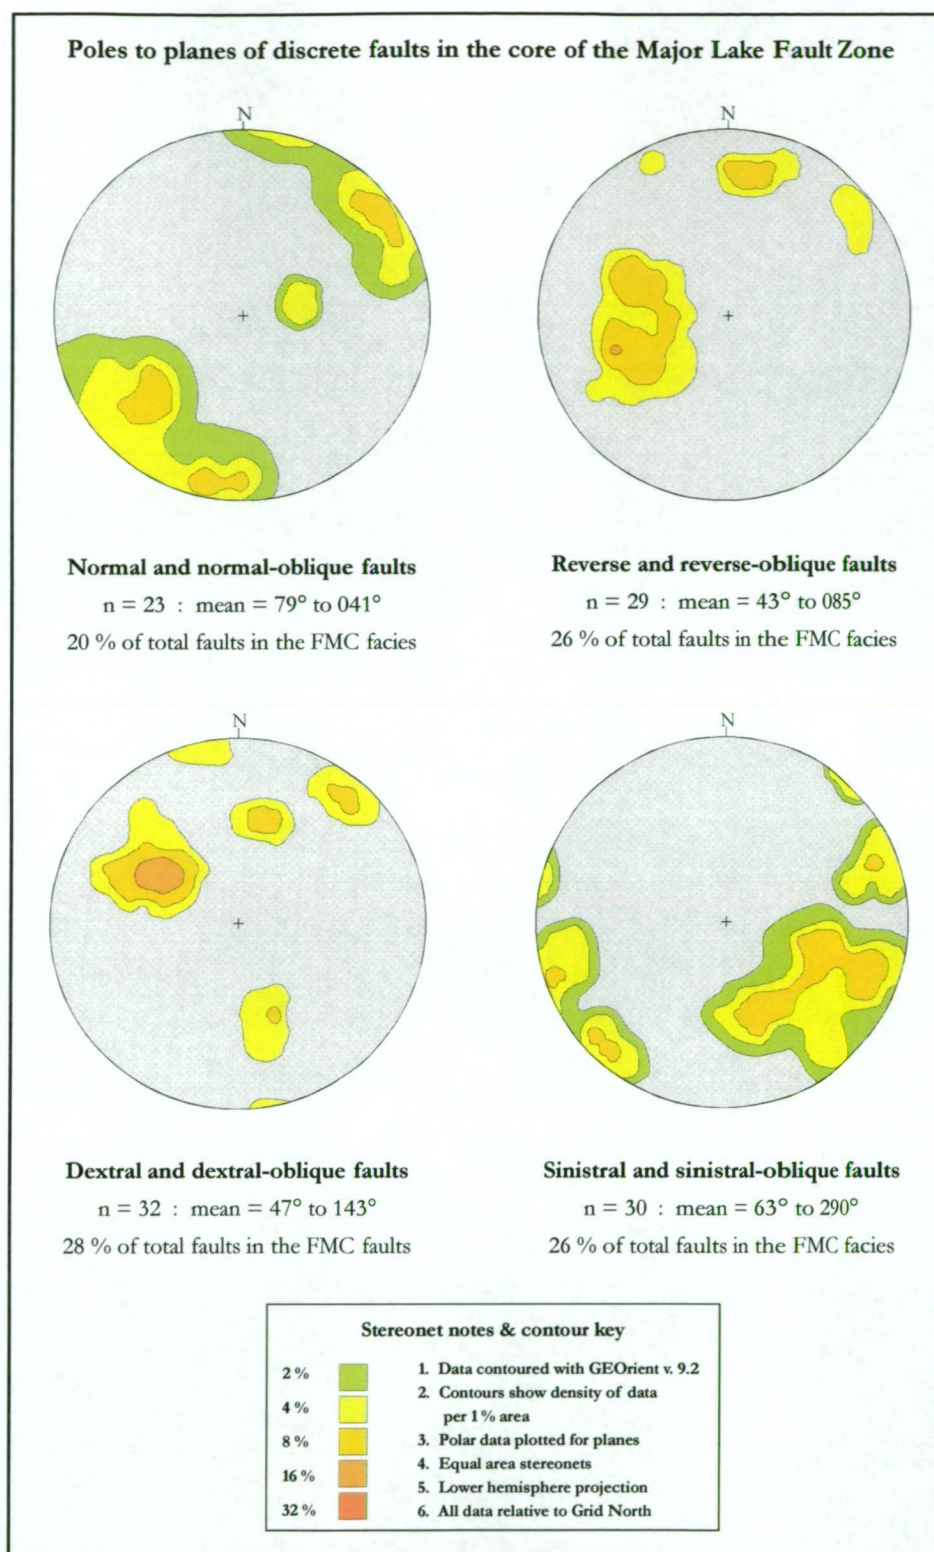 Poles to planes of discrete faults in the core of the Major Lake Fault Zone
N
N
Normal and normal-oblique faults
n = 23 : mean = 79° to 041°
20 % of total faults in the FMC facies
Reverse and reverse-oblique faults
n = 29 : mean = 43° to 085°
26 % of total faults in the FMC facies
N
N
Dextral and dextral-oblique faults
n = 32 : mean = 47° to 143°
28 % of total faults in the FMC faults
Sinistral and sinistral-oblique faults
n = 30 : mean = 63° to 290°
26 % of total faults in the FMC facies
Stereonet notes & contour key
2 %
4 %
8 %
16 %
32 %
1. Data contoured with GEOrient v. 9.2
2. Contours show density of data
per 1 % area
3. Polar data plotted for planes
4. Equal area stereonets
5. Lower hemisphere projection
6. All data relative to Grid North